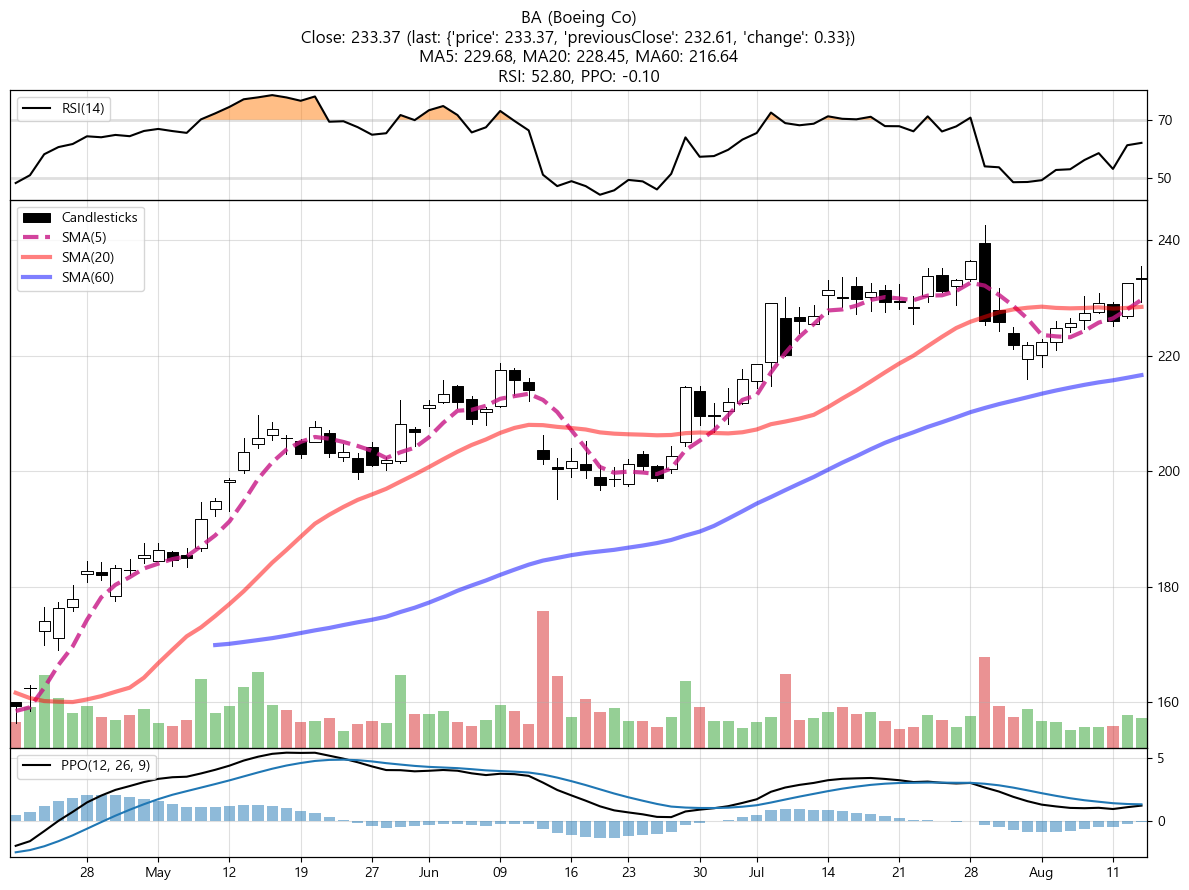 BA (Boeing Co)
Close: 233.37 (last: {'price': 233.37, 'previousClose': 232.61, 'change': 0.33})
MA5: 229.68, MA20: 228.45, MA60: 216.64
RSI: 52.80, PPO: -0.10
RSI(14)
70
50
Candlesticks
SMA(5)
SMA(20)
SMA(60)
240
220
200
180
160
PPO(12, 26, 9)
5
0
28 May 12 19 27 Jun 9 16 23 30 Jul 14 21 28 Aug 11